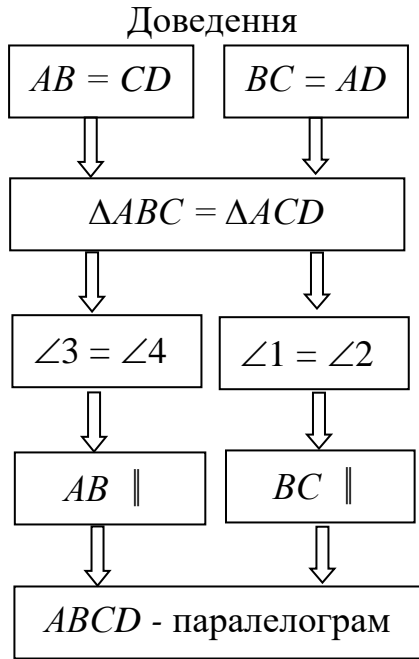 Доведення
AB = CD
BC = AD
ΔABC = ΔACD
∠3 = ∠4
∠1 = ∠2
AB ∥
BC ∥
ABCD - паралелограм